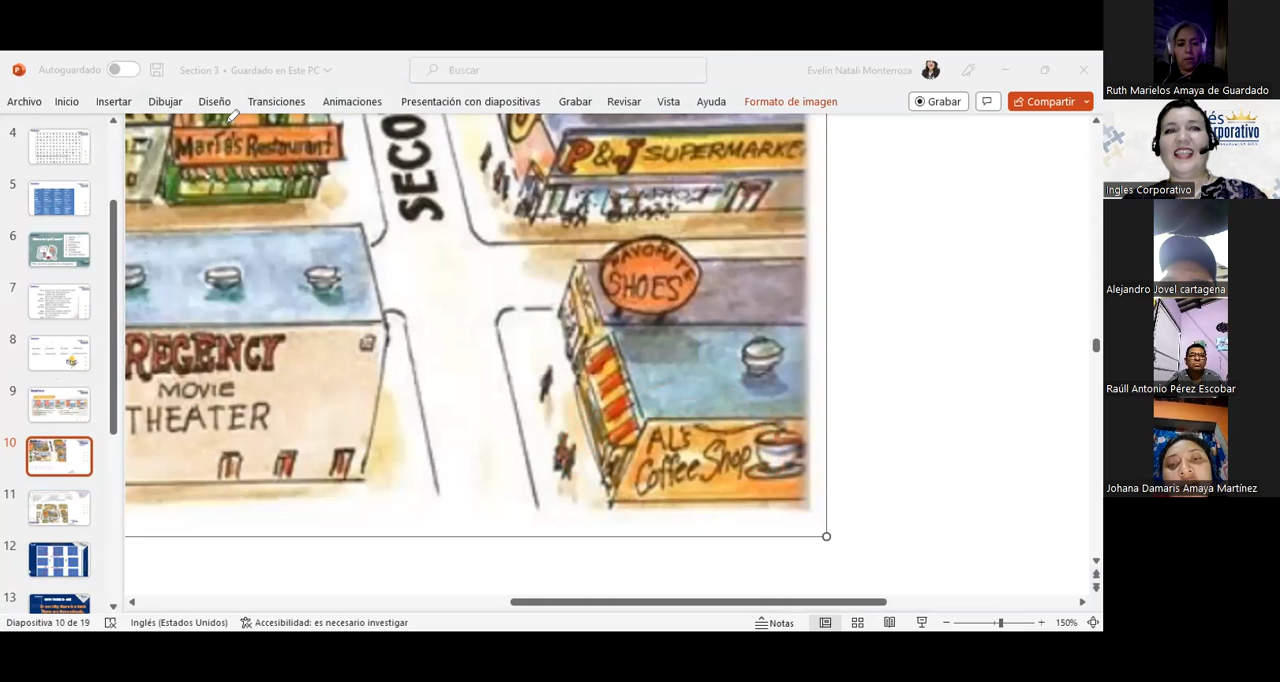 Autoguardado
Section 3 • Guardado en Este PC
Buscar
Evelin Natali Monterroza
Archivo Inicio Insertar Dibujar Diseño Transiciones Animaciones Presentación con diapositivas Grabar Revisar Vista Ayuda Formato de imagen
Grabar
Compartir
4
5
6
7
8
9
10
11
12
13
Maria's Restaurant
SECO
P&J SUPERMARKE
FAVORITE
SHOES
REGENCY
MOVIE
THEATER
AL's
Coffee Shop
Diapositiva 10 de 19
Inglés (Estados Unidos)
Accesibilidad: es necesario investigar
Notas
150%
Ruth Marielos Amaya de Guardado
Ingles Corporativo
Alejandro Jovel cartagena
Raúll Antonio Pérez Escobar
Johana Damaris Amaya Martínez